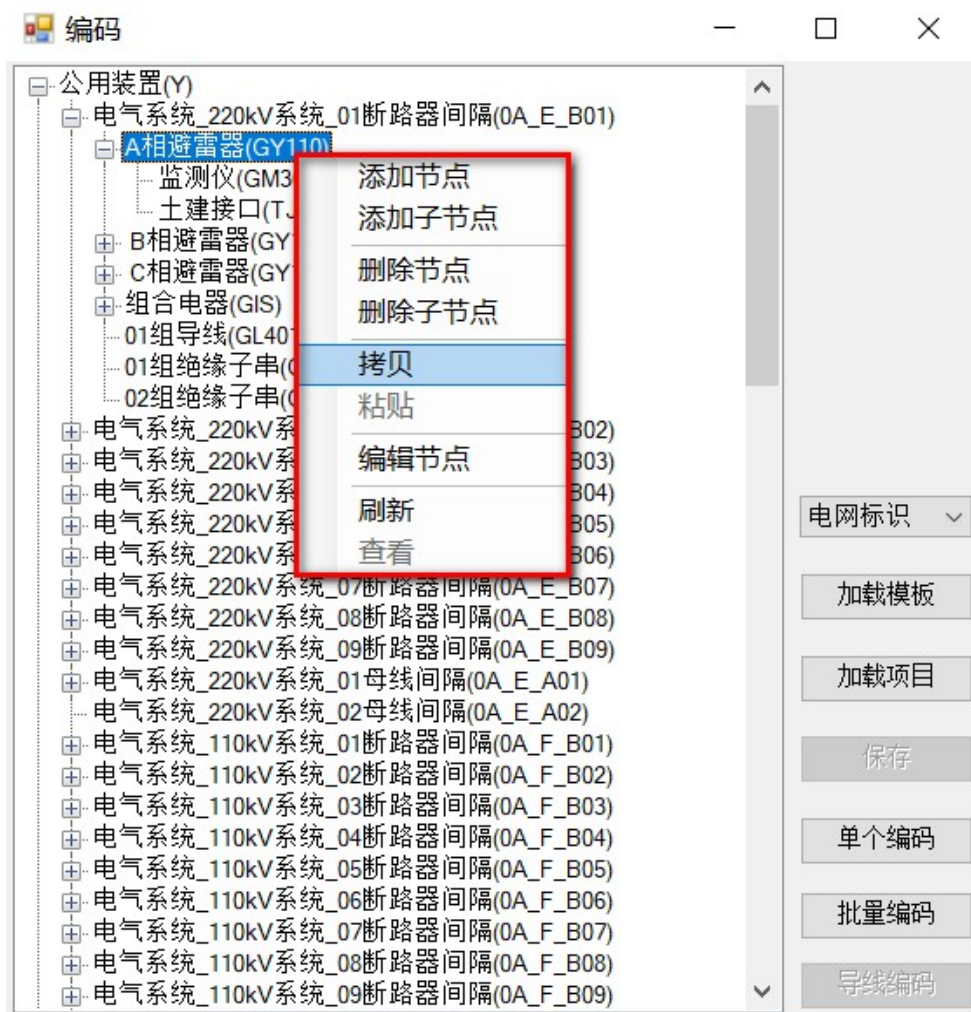 编码
公用装置(Y)
电气系统_220kV系统_01断路器间隔(0A_E_B01)
A相避雷器(GY110)
监测仪(GM3
土建接口(TJ
B相避雷器(GY
C相避雷器(GY
组合电器(GIS)
01组导线(GL40
01组绝缘子串(
02组绝缘子串(
电气系统_220kV系 B02)
电气系统_220kV系 B03)
电气系统_220kV系 B04)
电气系统_220kV系 B05)
电气系统_220kV系 B06)
电气系统_220kV系统_07断路器间隔(0A_E_B07)
电气系统_220kV系统_08断路器间隔(0A_E_B08)
电气系统_220kV系统_09断路器间隔(0A_E_B09)
电气系统_220kV系统_01母线间隔(0A_E_A01)
电气系统_220kV系统_02母线间隔(0A_E_A02)
电气系统_110kV系统_01断路器间隔(0A_F_B01)
电气系统_110kV系统_02断路器间隔(0A_F_B02)
电气系统_110kV系统_03断路器间隔(0A_F_B03)
电气系统_110kV系统_04断路器间隔(0A_F_B04)
电气系统_110kV系统_05断路器间隔(0A_F_B05)
电气系统_110kV系统_06断路器间隔(0A_F_B06)
电气系统_110kV系统_07断路器间隔(0A_F_B07)
电气系统_110kV系统_08断路器间隔(0A_F_B08)
电气系统_110kV系统_09断路器间隔(0A_F_B09)
添加节点
添加子节点
删除节点
删除子节点
拷贝
粘贴
编辑节点
刷新
查看
电网标识
加载模板
加载项目
保存
单个编码
批量编码
导线编码